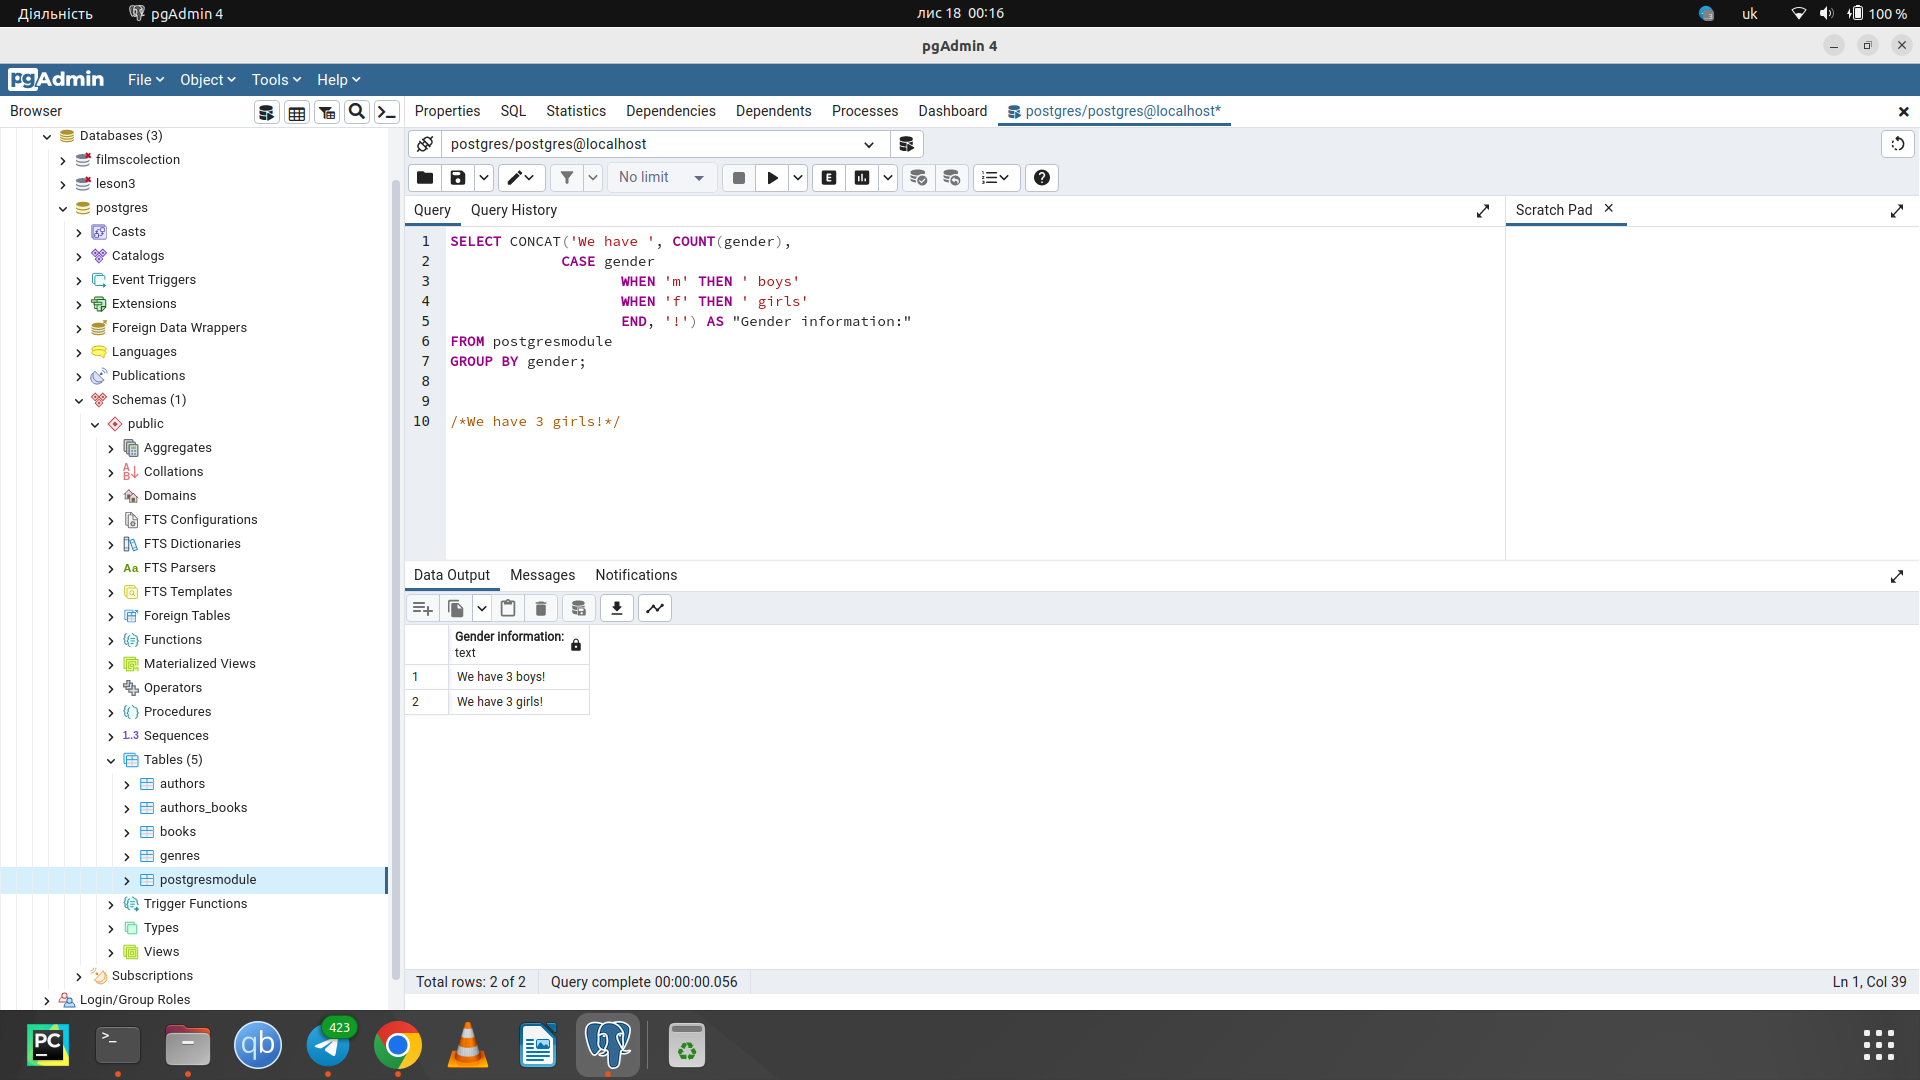 Діяльність pgAdmin 4 лис 18 00:16 uk 100 %
pgAdmin 4
pgAdmin File Object Tools Help
Browser
Properties SQL Statistics Dependencies Dependents Processes Dashboard postgres/postgres@localhost*
postgres/postgres@localhost
No limit
Query Query History
Scratch Pad
Databases (3)
filmscolection
leson3
postgres
Casts
Catalogs
Event Triggers
Extensions
Foreign Data Wrappers
Languages
Publications
Schemas (1)
public
Aggregates
Collations
Domains
FTS Configurations
FTS Dictionaries
Aa FTS Parsers
FTS Templates
Foreign Tables
Functions
Materialized Views
Operators
Procedures
1..3 Sequences
Tables (5)
authors
authors_books
books
genres
postgresmodule
Trigger Functions
Types
Views
Subscriptions
Login/Group Roles
1 SELECT CONCAT('We have ', COUNT(gender),
2 CASE gender
3 WHEN 'm' THEN ' boys'
4 WHEN 'f' THEN ' girls'
5 END, '!') AS "Gender information:"
6 FROM postgresmodule
7 GROUP BY gender;
8
9
10 /*We have 3 girls!*/
Data Output Messages Notifications
Gender information:
text
1 We have 3 boys!
2 We have 3 girls!
Total rows: 2 of 2 Query complete 00:00:00.056 Ln 1, Col 39
PC >_ qb 423